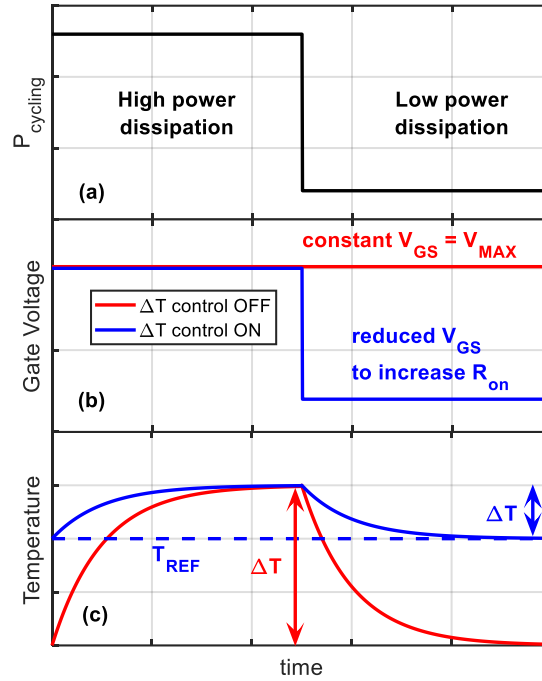 P_cycling
High power
dissipation
Low power
dissipation
(a)
Gate Voltage
constant V_GS = V_MAX
ΔT control OFF
ΔT control ON
reduced V_GS
to increase R_on
(b)
Temperature
T_REF
ΔT
ΔT
(c)
time